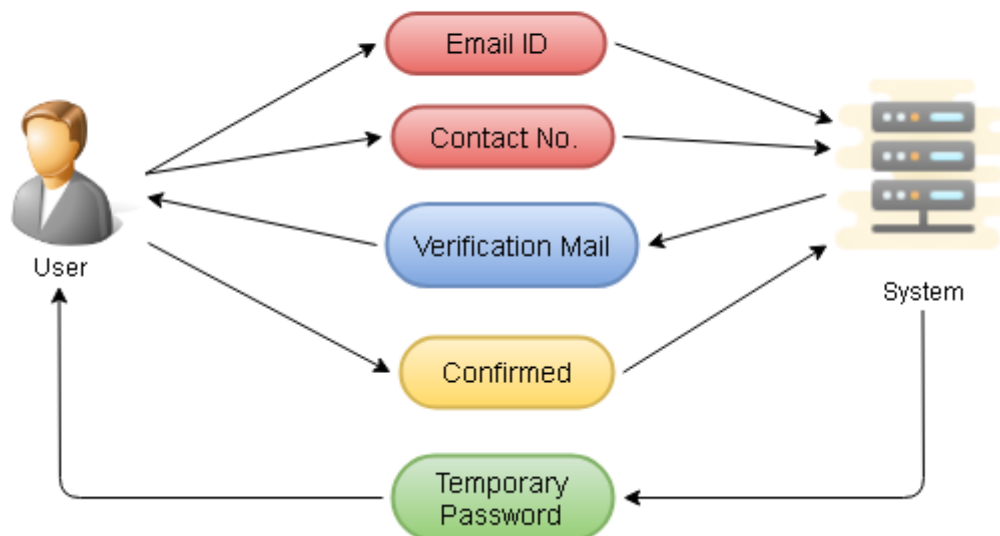 Email ID
Contact No.
Verification Mail
User
System
Confirmed
Temporary
Password